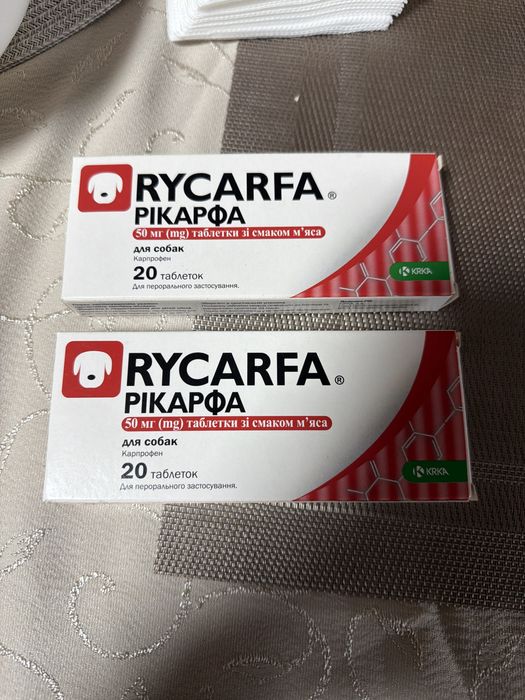 RYCARFA®
РІКАРФА
50 мг (mg) таблетки зі смаком м'яса
для собак
Карпрофен
20 таблеток
Для перорального застосування.
KRKA
RYCARFA®
РІКАРФА
50 мг (mg) таблетки зі смаком м'яса
для собак
Карпрофен
20 таблеток
Для перорального застосування.
KRKA